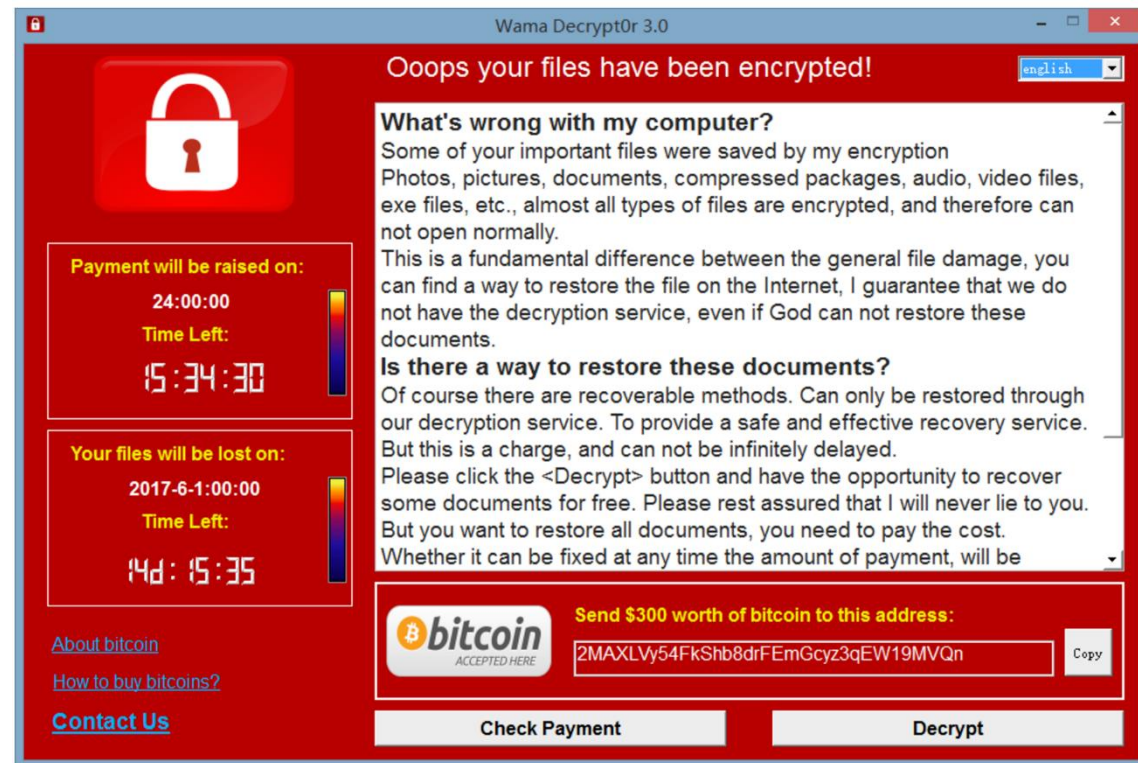 Wama Decrypt0r 3.0
Ooops your files have been encrypted!
english
What's wrong with my computer?
Some of your important files were saved by my encryption
Photos, pictures, documents, compressed packages, audio, video files,
exe files, etc., almost all types of files are encrypted, and therefore can
not open normally.
This is a fundamental difference between the general file damage, you
can find a way to restore the file on the Internet, I guarantee that we do
not have the decryption service, even if God can not restore these
documents.
Is there a way to restore these documents?
Of course there are recoverable methods. Can only be restored through
our decryption service. To provide a safe and effective recovery service.
But this is a charge, and can not be infinitely delayed.
Please click the <Decrypt> button and have the opportunity to recover
some documents for free. Please rest assured that I will never lie to you.
But you want to restore all documents, you need to pay the cost.
Whether it can be fixed at any time the amount of payment, will be
Payment will be raised on:
24:00:00
Time Left:
15:34:30
Your files will be lost on:
2017-6-1:00:00
Time Left:
14d:15:35
About bitcoin
How to buy bitcoins?
Contact Us
bitcoin
ACCEPTED HERE
Send $300 worth of bitcoin to this address:
2MAXLVy54FkShb8drFEmGcyz3qEW19MVQn
Copy
Check Payment
Decrypt